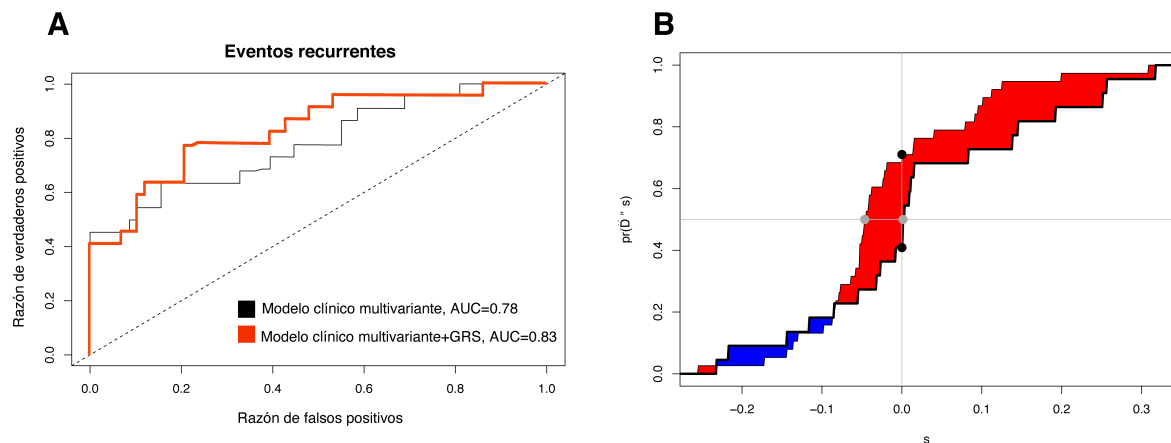 A
Eventos recurrentes
Razón de verdaderos positivos
1.0
0.8
0.6
0.4
0.2
0.0
Modelo clínico multivariante, AUC=0.78
Modelo clínico multivariante+GRS, AUC=0.83
0.0 0.2 0.4 0.6 0.8 1.0
Razón de falsos positivos
B
pr(D ″ s)
1.0
0.8
0.6
0.4
0.2
0.0
−0.2 −0.1 0.0 0.1 0.2 0.3
s